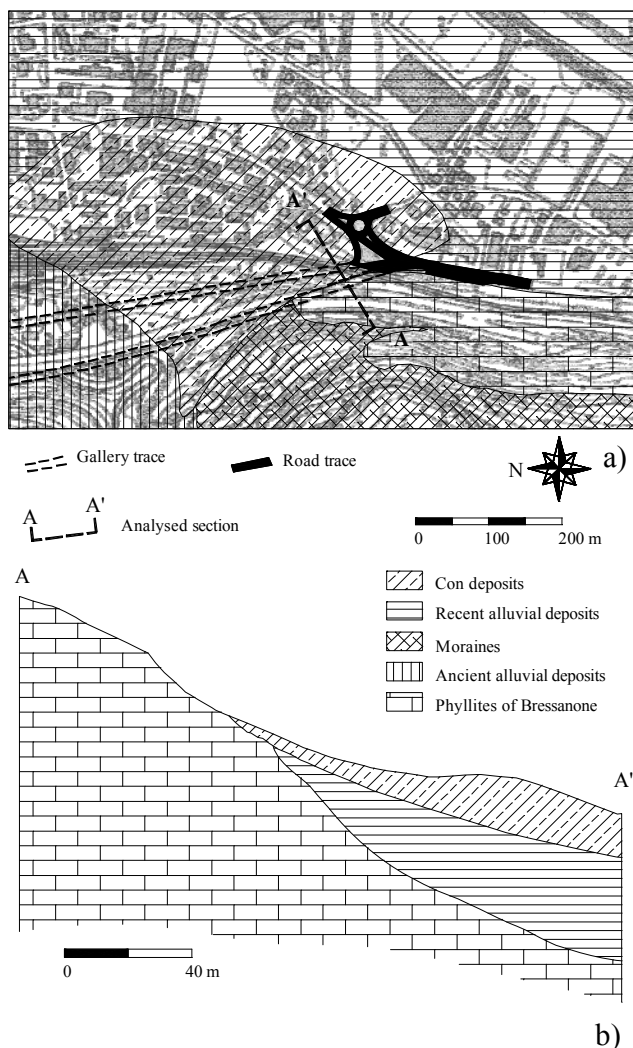 A'
A
a)
Gallery trace
Road trace
N
A A'
Analysed section
0 100 200 m
A
Con deposits
Recent alluvial deposits
Moraines
Ancient alluvial deposits
Phyllites of Bressanone
A'
0 40 m
b)